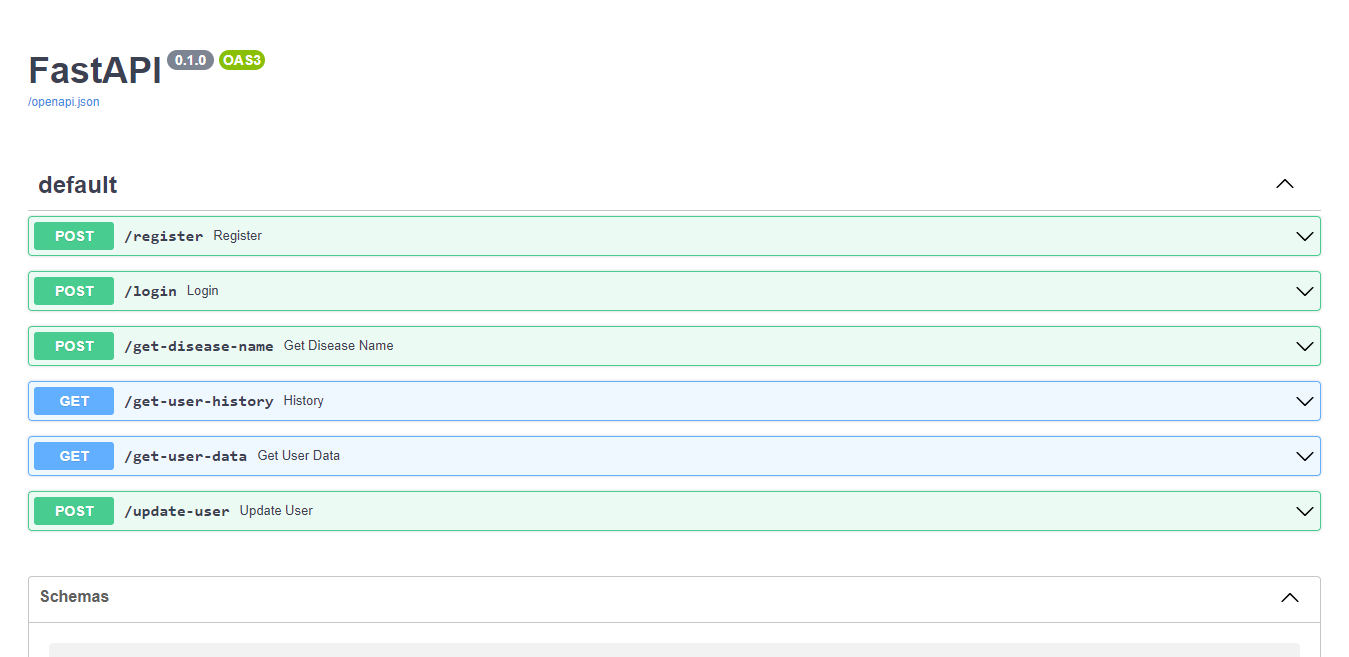 FastAPI 0.1.0 OAS3
/openapi.json
default
POST /register Register
POST /login Login
POST /get-disease-name Get Disease Name
GET /get-user-history History
GET /get-user-data Get User Data
POST /update-user Update User
Schemas